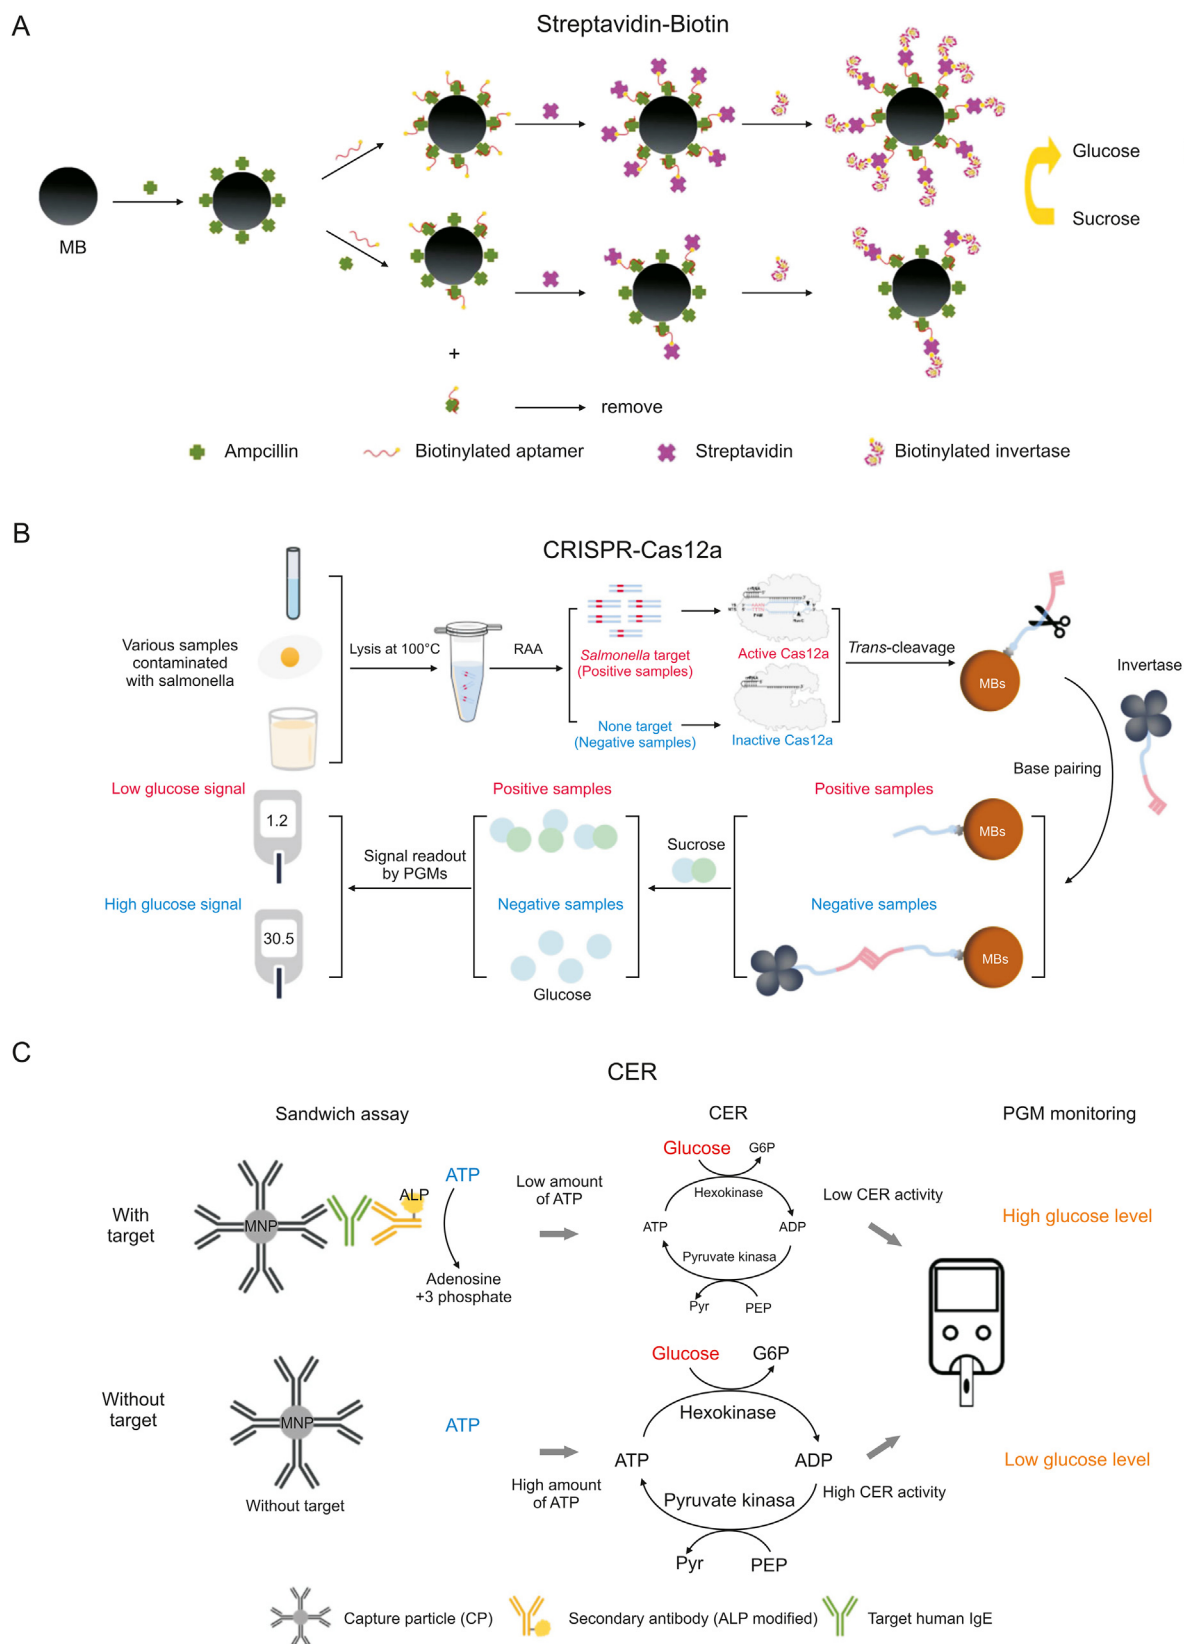 A
Streptavidin-Biotin
MB
Glucose
Sucrose
+
remove
Ampcillin
Biotinylated aptamer
Streptavidin
Biotinylated invertase
B
CRISPR-Cas12a
Various samples
contaminated
with salmonella
Lysis at 100°C
RAA
Salmonella target
(Positive samples)
None target
(Negative samples)
Active Cas12a
Inactive Cas12a
Trans-cleavage
MBs
Invertase
Base pairing
Low glucose signal
1.2
High glucose signal
30.5
Signal readout
by PGMs
Positive samples
Negative samples
Glucose
Sucrose
Positive samples
MBs
Negative samples
MBs
C
CER
Sandwich assay
CER
PGM monitoring
With
target
MNP
ALP
ATP
Adenosine
+3 phosphate
Low amount
of ATP
Glucose
G6P
Hexokinase
ATP
ADP
Pyruvate kinasa
Pyr
PEP
Low CER activity
High glucose level
Without
target
MNP
Without target
ATP
High amount
of ATP
Glucose
G6P
Hexokinase
ATP
ADP
Pyruvate kinasa
Pyr
PEP
High CER activity
Low glucose level
Capture particle (CP)
Secondary antibody (ALP modified)
Target human IgE